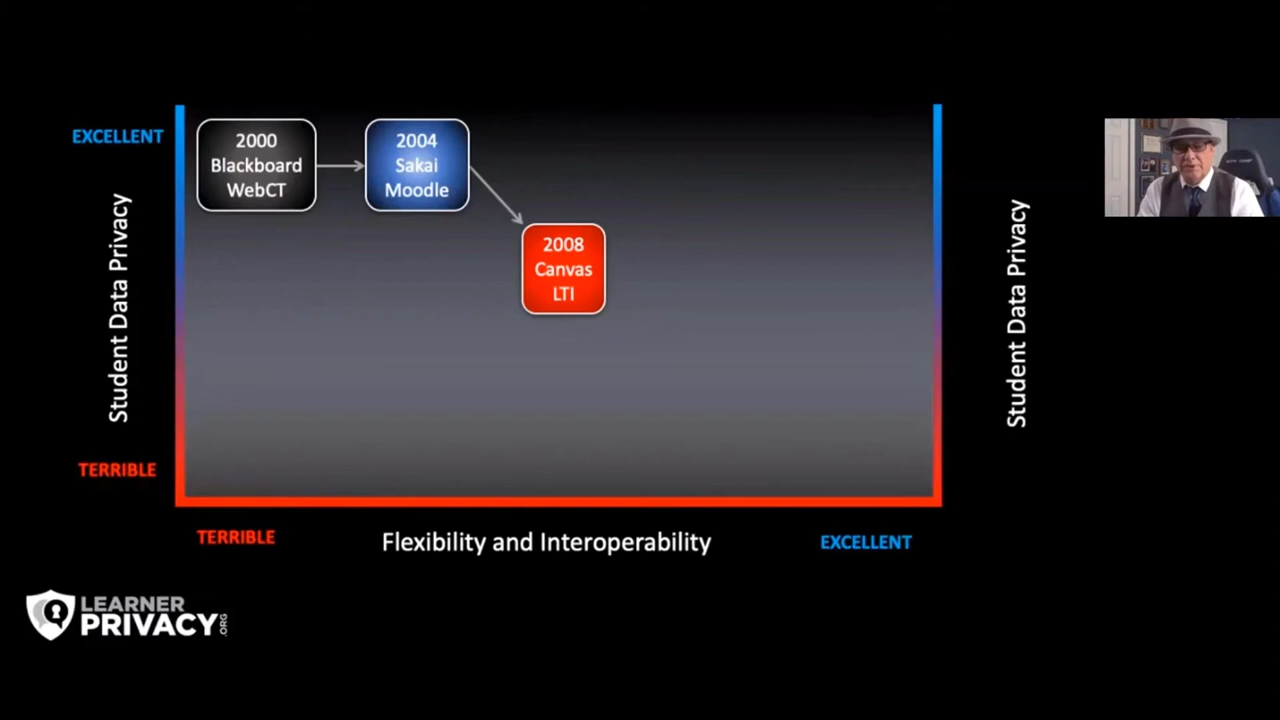 EXCELLENT
2000
Blackboard
WebCT
2004
Sakai
Moodle
2008
Canvas
LTI
Student Data Privacy
Student Data Privacy
TERRIBLE
TERRIBLE
Flexibility and Interoperability
EXCELLENT
LEARNER
PRIVACY.ORG